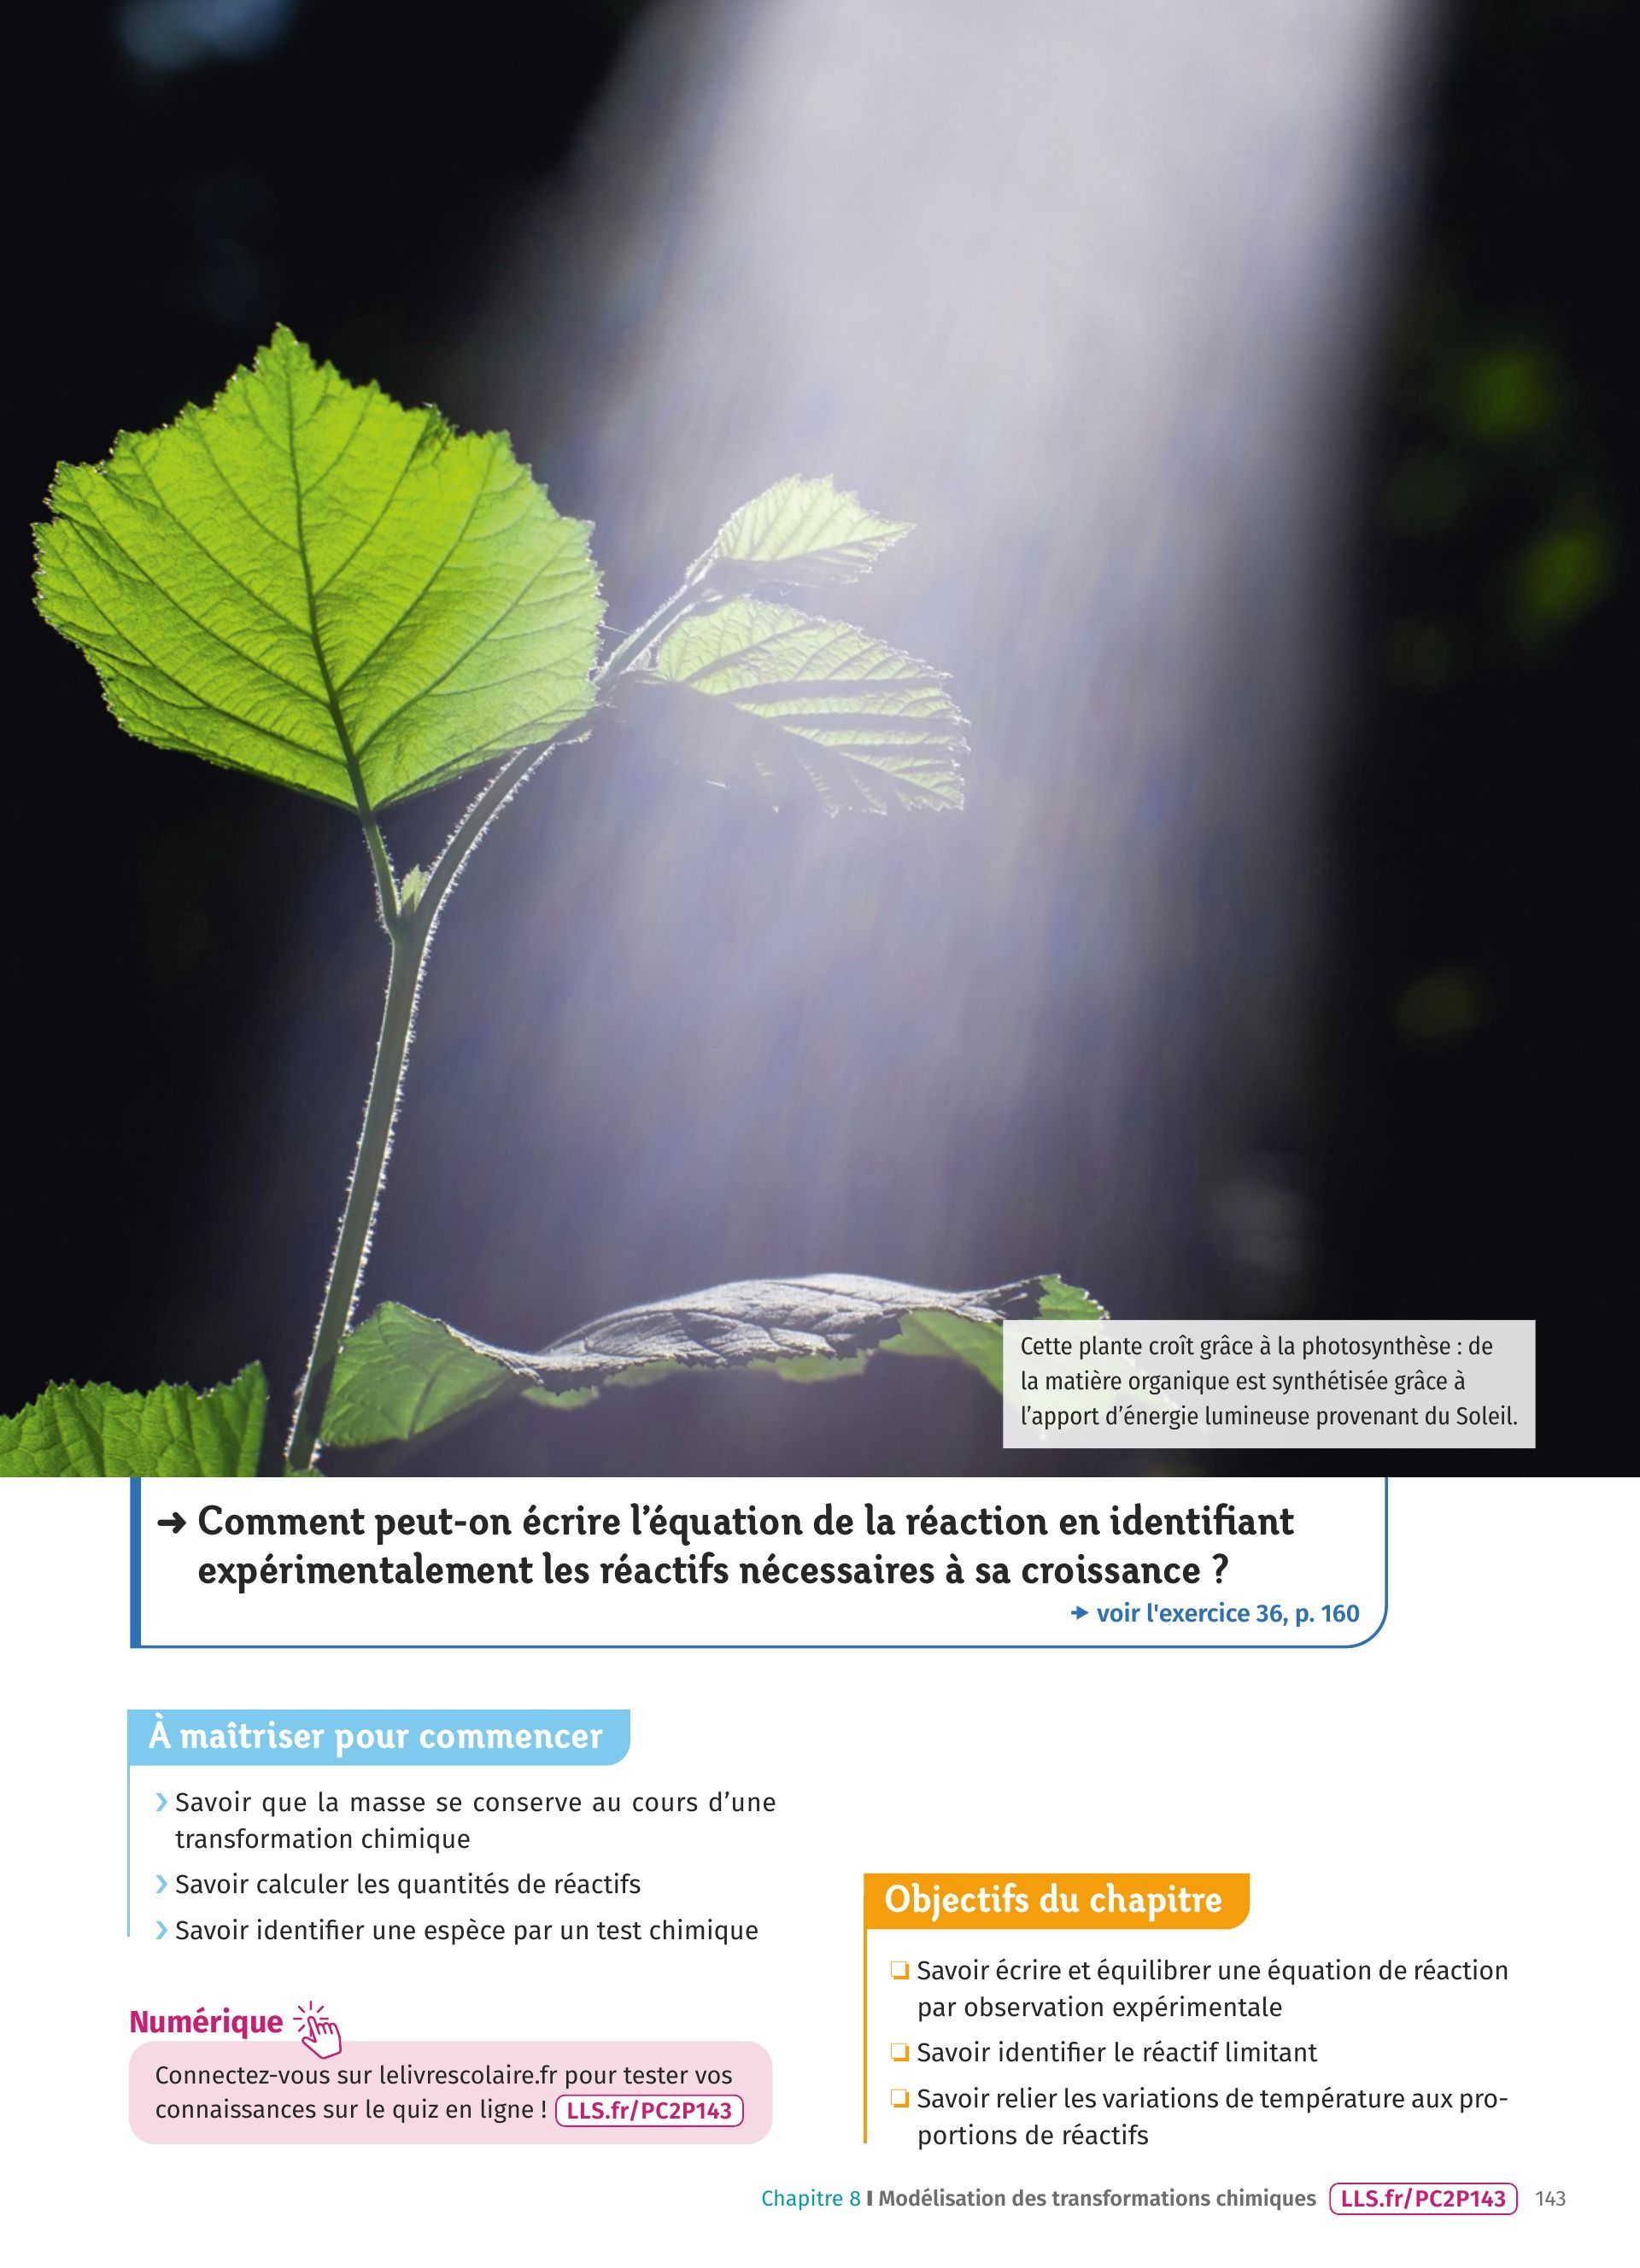 Cette plante croît grâce à la photosynthèse : de
la matière organique est synthétisée grâce à
l'apport d'énergie lumineuse provenant du Soleil.
➜ Comment peut-on écrire l'équation de la réaction en identifiant
expérimentalement les réactifs nécessaires à sa croissance ?
voir l'exercice 36, p. 160
À maîtriser pour commencer
Savoir que la masse se conserve au cours d'une
transformation chimique
Savoir calculer les quantités de réactifs
Savoir identifier une espèce par un test chimique
Numérique
Connectez-vous sur lelivrescolaire.fr pour tester vos
connaissances sur le quiz en ligne ! LLS.fr/PC2P143
Objectifs du chapitre
❏ Savoir écrire et équilibrer une équation de réaction
par observation expérimentale
❏ Savoir identifier le réactif limitant
❏ Savoir relier les variations de température aux pro-
portions de réactifs
Chapitre 8 I Modélisation des transformations chimiques LLS.fr/PC2P143 143